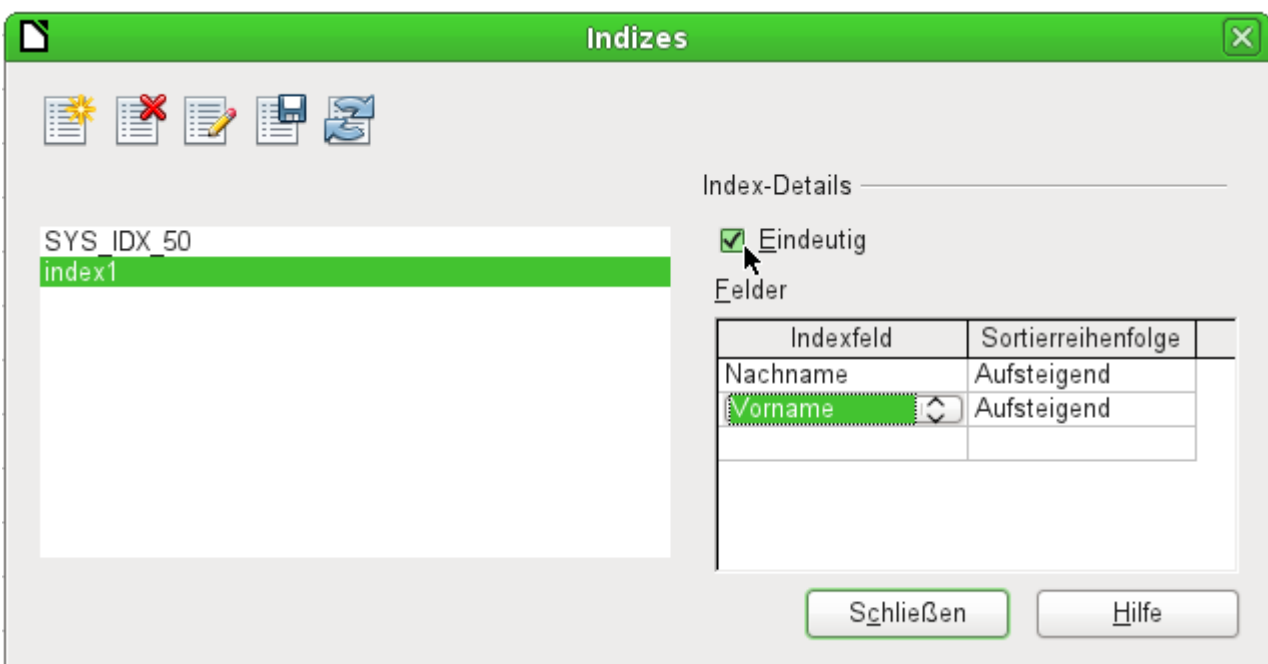 Indizes
Index-Details
SYS_IDX_50
index1
Eindeutig
Felder
Indexfeld Sortierreihenfolge
Nachname Aufsteigend
Vorname Aufsteigend
Schließen Hilfe